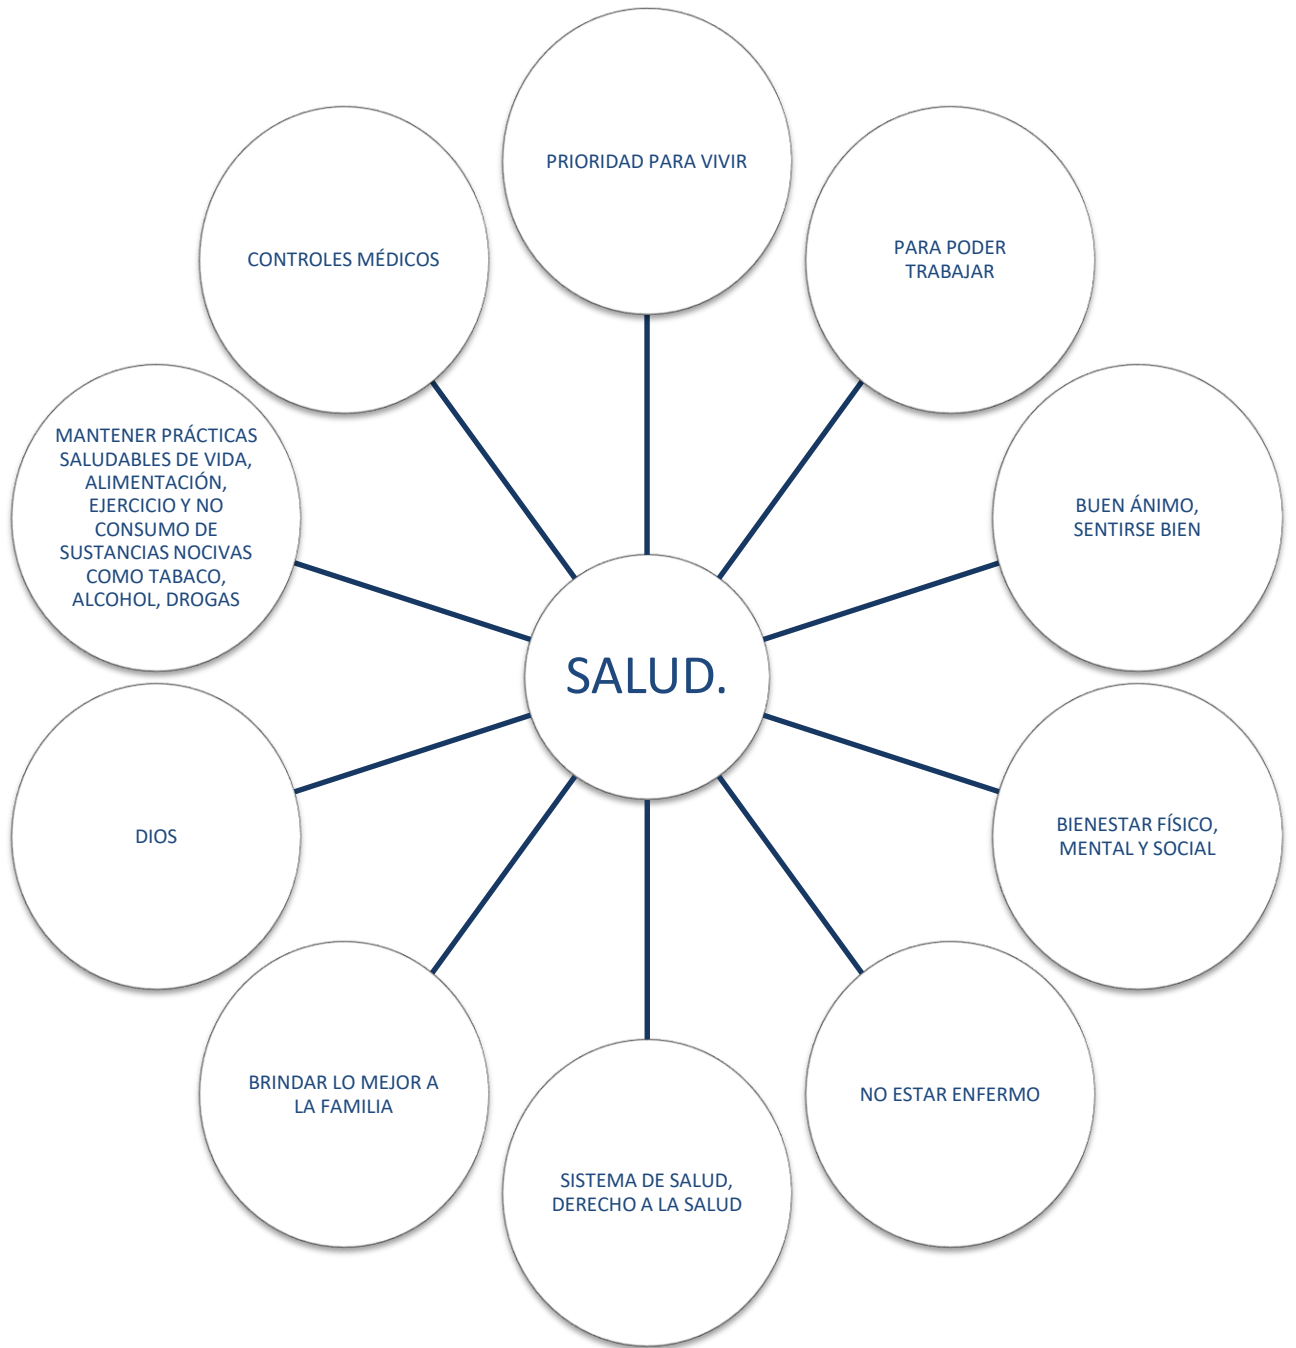 PRIORIDAD PARA VIVIR
PARA PODER
TRABAJAR
BUEN ÁNIMO,
SENTIRSE BIEN
BIENESTAR FÍSICO,
MENTAL Y SOCIAL
NO ESTAR ENFERMO
SISTEMA DE SALUD,
DERECHO A LA SALUD
BRINDAR LO MEJOR A
LA FAMILIA
DIOS
MANTENER PRÁCTICAS
SALUDABLES DE VIDA,
ALIMENTACIÓN,
EJERCICIO Y NO
CONSUMO DE
SUSTANCIAS NOCIVAS
COMO TABACO,
ALCOHOL, DROGAS
CONTROLES MÉDICOS
SALUD.